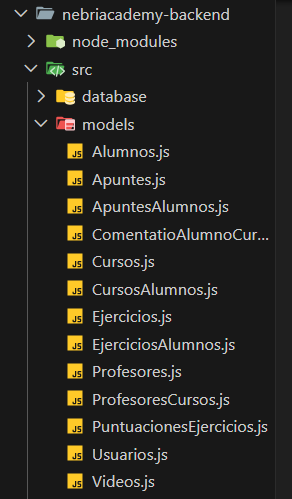 nebriacademy-backend
node_modules
src
database
models
JS Alumnos.js
JS Apuntes.js
JS ApuntesAlumnos.js
JS ComentatioAlumnoCur...
JS Cursos.js
JS CursosAlumnos.js
JS Ejercicios.js
JS EjerciciosAlumnos.js
JS Profesores.js
JS ProfesoresCursos.js
JS PuntuacionesEjercicios.js
JS Usuarios.js
JS Videos.js